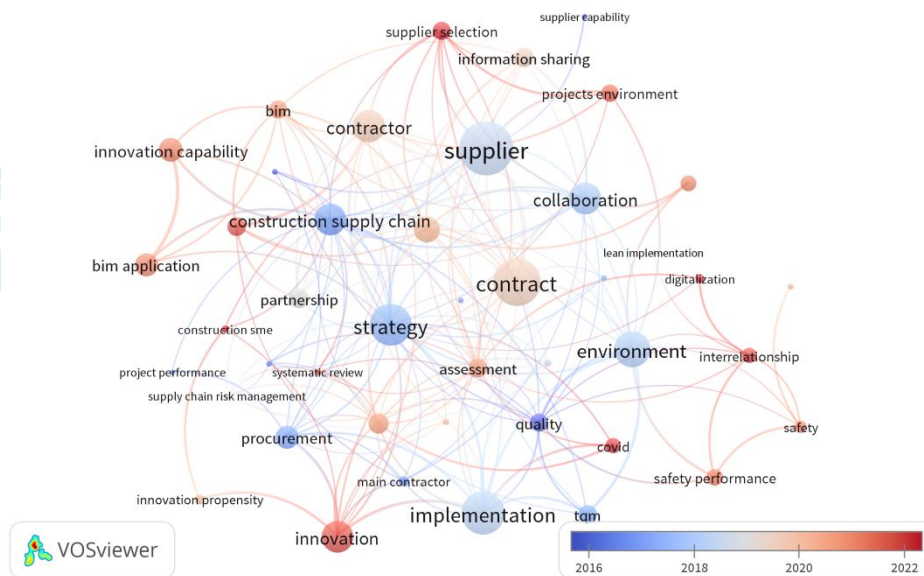 supplier capability
supplier selection
information sharing
projects environment
bim
contractor
innovation capability
supplier
collaboration
construction supply chain
lean implementation
bim application
digitalization
contract
partnership
construction sme
strategy
environment
interrelationship
project performance
systematic review
assessment
supply chain risk management
quality
safety
procurement
covid
main contractor
safety performance
innovation propensity
implementation
tqm
innovation
VOSviewer
2016 2018 2020 2022